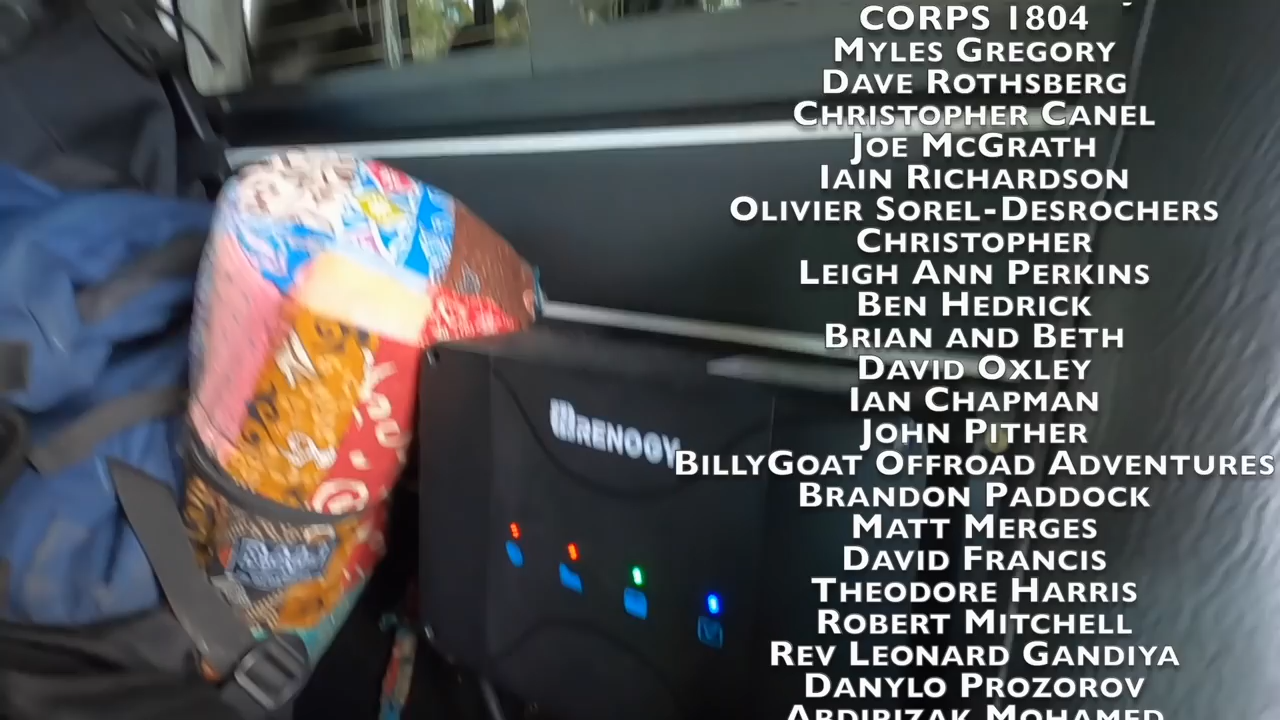 CORPS 1804
MYLES GREGORY
DAVE ROTHSBERG
CHRISTOPHER CANEL
JOE MCGRATH
IAIN RICHARDSON
OLIVIER SOREL-DESROCHERS
CHRISTOPHER
LEIGH ANN PERKINS
BEN HEDRICK
BRIAN AND BETH
DAVID OXLEY
IAN CHAPMAN
JOHN PITHER
BILLYGOAT OFFROAD ADVENTURES
BRANDON PADDOCK
MATT MERGES
DAVID FRANCIS
THEODORE HARRIS
ROBERT MITCHELL
REV LEONARD GANDIYA
DANYLO PROZOROV
ABDIRIZAK MOHAMED
RENOGY